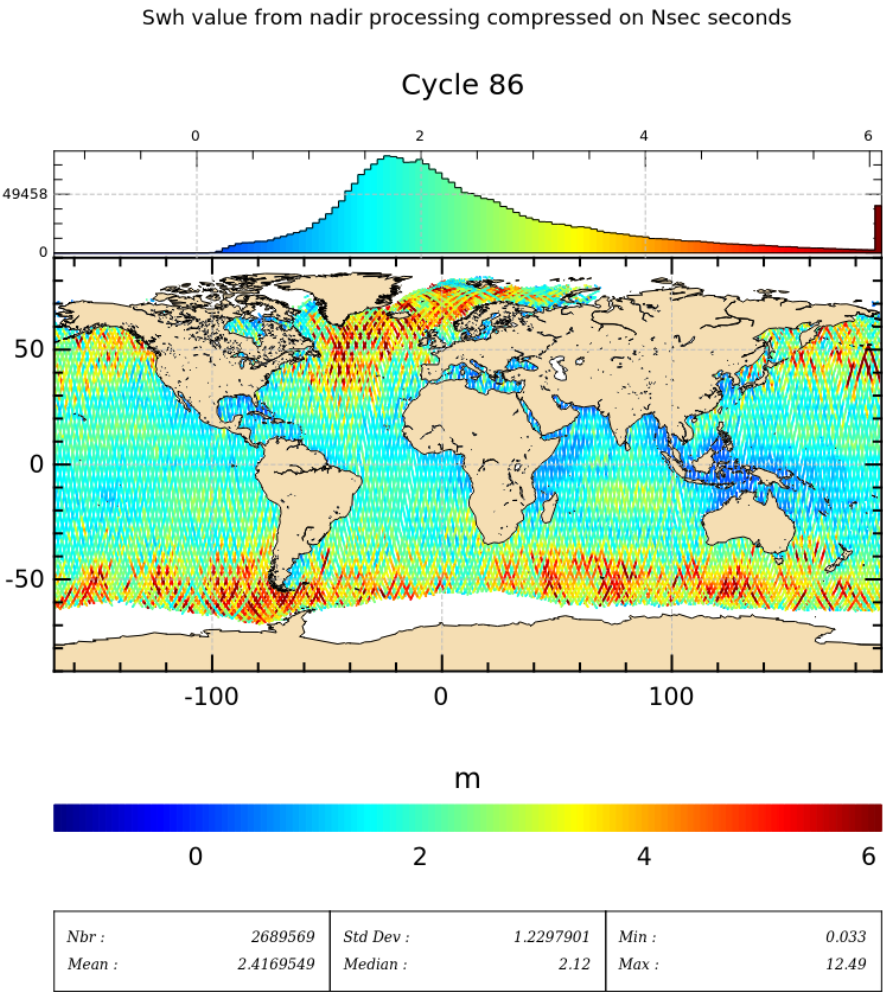 Swh value from nadir processing compressed on Nsec seconds
Cycle 86
0 2 4 6
49458
0
50
0
-50
-100 0 100
m
0 2 4 6
Nbr : 2689569 Std Dev : 1.2297901 Min : 0.033
Mean : 2.4169549 Median : 2.12 Max : 12.49